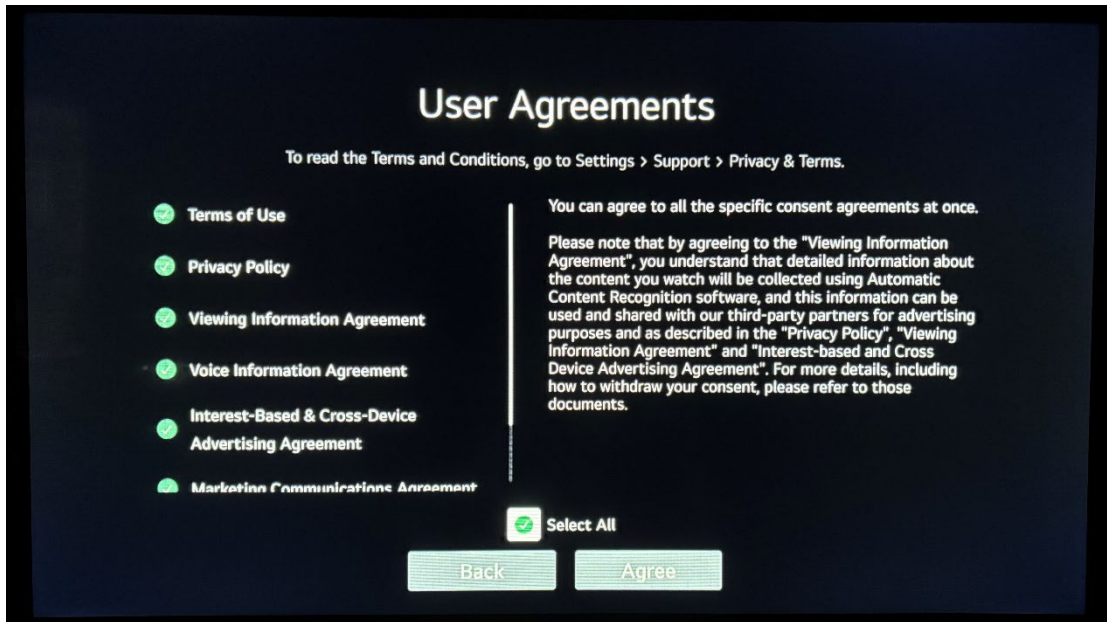 User Agreements
To read the Terms and Conditions, go to Settings > Support > Privacy & Terms.
Terms of Use
Privacy Policy
Viewing Information Agreement
Voice Information Agreement
Interest-Based & Cross-Device
Advertising Agreement
Marketing Communications Agreement
You can agree to all the specific consent agreements at once.
Please note that by agreeing to the "Viewing Information
Agreement", you understand that detailed information about
the content you watch will be collected using Automatic
Content Recognition software, and this information can be
used and shared with our third-party partners for advertising
purposes and as described in the "Privacy Policy", "Viewing
Information Agreement" and "Interest-based and Cross
Device Advertising Agreement". For more details, including
how to withdraw your consent, please refer to those
documents.
Select All
Back
Agree